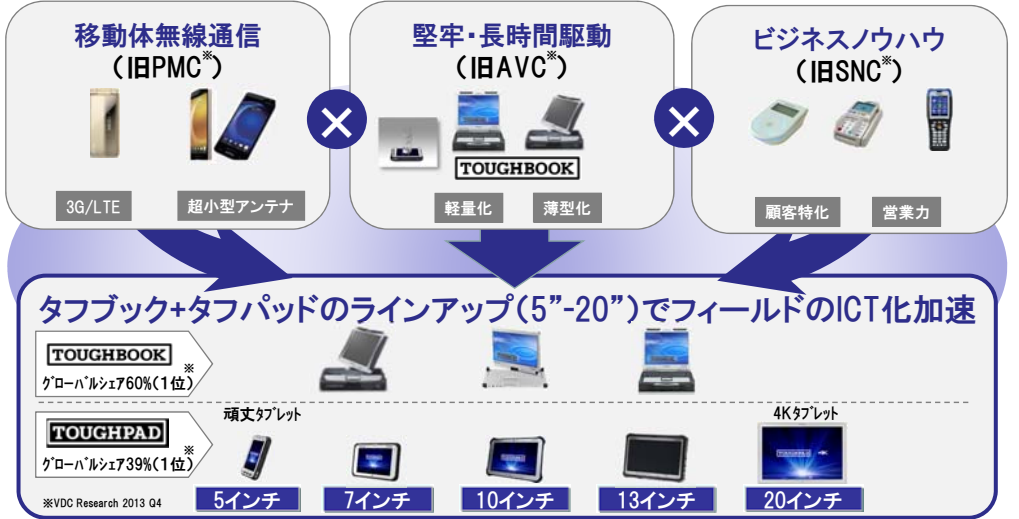 移動体無線通信
(旧PMC※)
3G/LTE
超小型アンテナ
×
堅牢・長時間駆動
(旧AVC※)
TOUGHBOOK
軽量化
薄型化
×
ビジネスノウハウ
(旧SNC※)
顧客特化
営業力
タフブック+タフパッドのラインアップ(5”-20”)でフィールドのICT化加速
TOUGHBOOK
グローバルシェア60%(1位)※
TOUGHPAD
グローバルシェア39%(1位)※
頑丈タブレット
4Kタブレット
TOUGHPAD 4K
5インチ
7インチ
10インチ
13インチ
20インチ
※VDC Research 2013 Q4